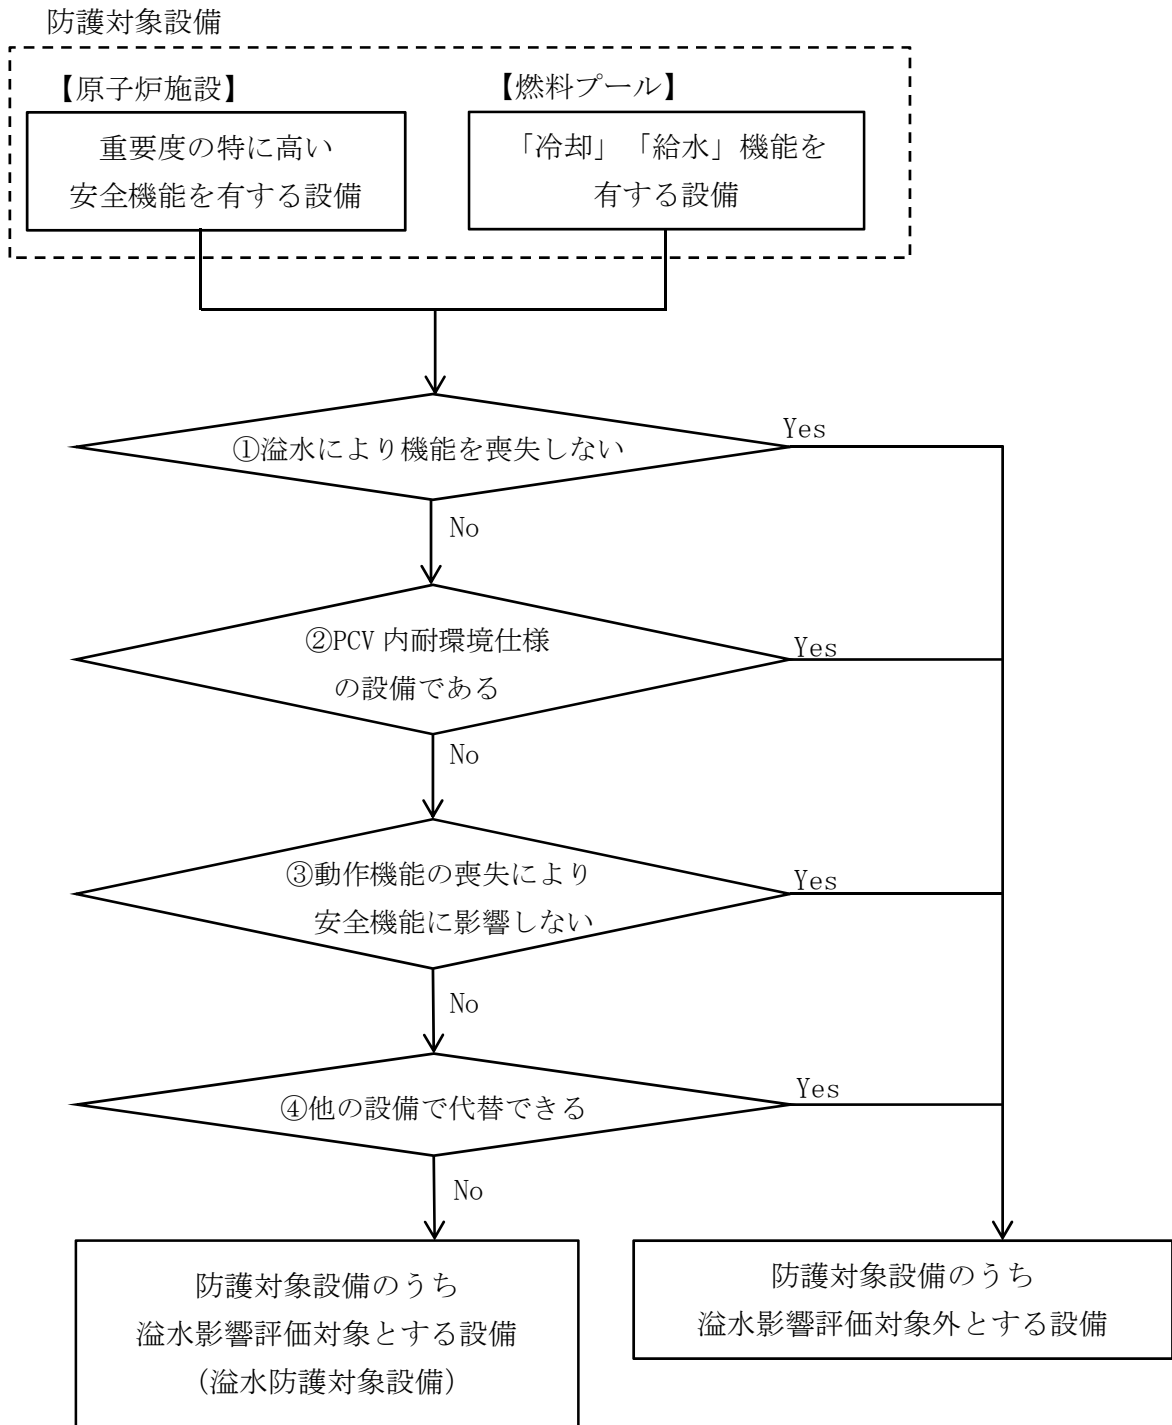 防護対象設備
【原子炉施設】
【燃料プール】
重要度の特に高い
安全機能を有する設備
「冷却」「給水」機能を
有する設備
①溢水により機能を喪失しない
Yes
No
②PCV 内耐環境仕様
の設備である
Yes
No
③動作機能の喪失により
安全機能に影響しない
Yes
No
④他の設備で代替できる
Yes
No
防護対象設備のうち
溢水影響評価対象とする設備
(溢水防護対象設備)
防護対象設備のうち
溢水影響評価対象外とする設備